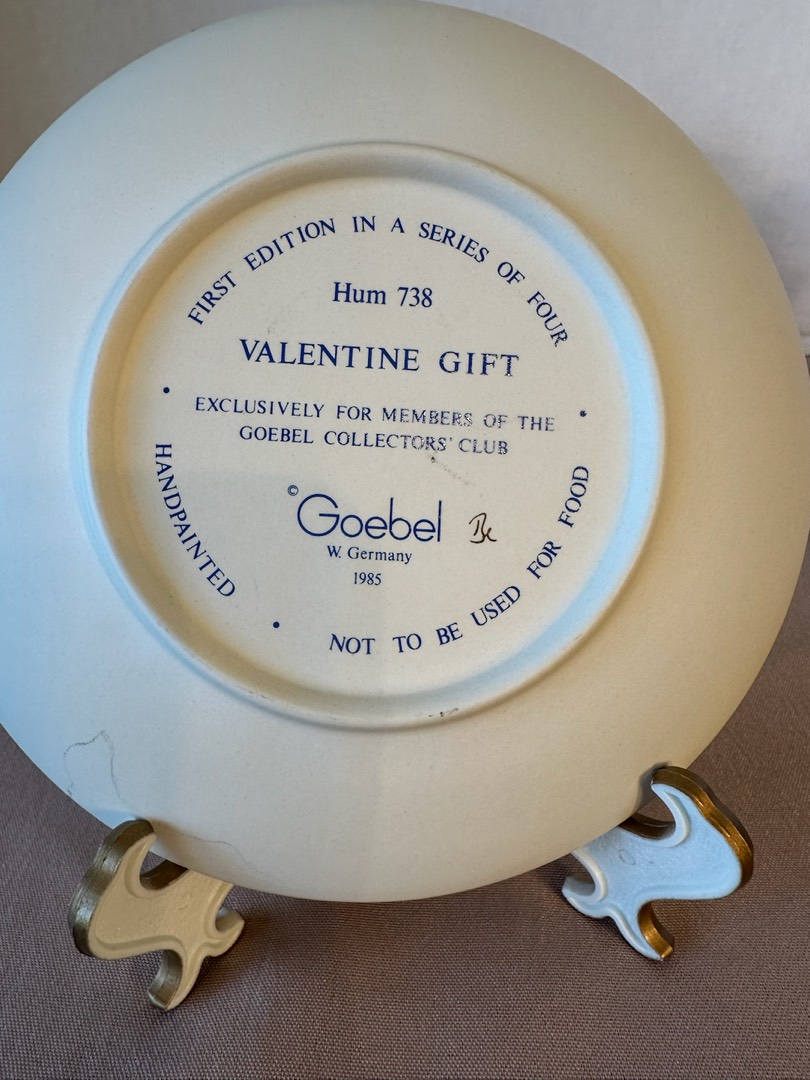 FIRST EDITION IN A SERIES OF FOUR
Hum 738
VALENTINE GIFT
EXCLUSIVELY FOR MEMBERS OF THE
GOEBEL COLLECTORS' CLUB
© Goebel
W. Germany
1985
HANDPAINTED
NOT TO BE USED FOR FOOD